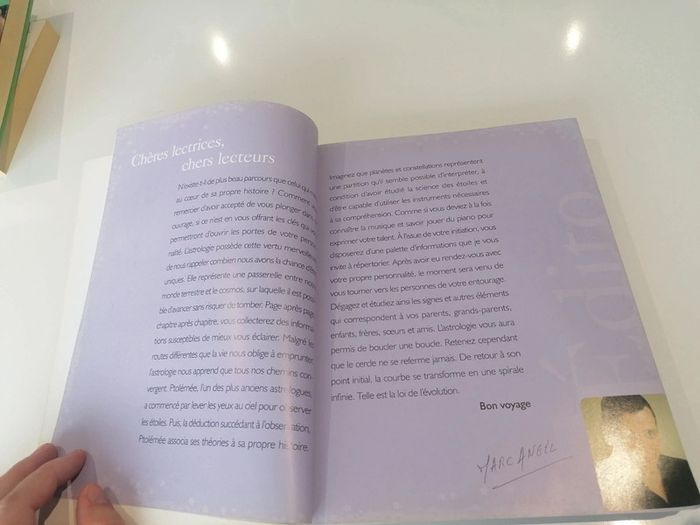 Chères lectrices,
chers lecteurs
N'existe t-il de plus beau parcours que celui qui
au cœur de sa propre histoire ? Comment
remercier d'avoir accepté de vous plonger dans
ouvrage, si ce n'est en vous offrant les clés qui
permettront d'ouvrir les portes de votre
nalité. L'astrologie possède cette vertu merveilleuse
de nous rappeler combien nous avons la chance d'être
uniques. Elle représente une passerelle entre notre
monde terrestre et le cosmos, sur laquelle il est
ble d'avancer sans risquer de tomber. Page après page,
chapitre après chapitre, vous collecterez des informa
tions susceptibles de mieux vous éclairer. Malgré les
routes différentes que la vie nous oblige à emprunter,
l'astrologie nous apprend que tous nos chemins con-
vergent. Ptolémée, l'un des plus anciens astrologues,
a commencé par lever les yeux au ciel pour observer
les étoiles. Puis, la déduction succédant à l'observation,
Ptolémée associa ses théories à sa propre histoire.
Imaginez que planètes et constellations représentent
une partition qu'il semble possible d'interpréter, à
condition d'avoir étudié la science des étoiles et
d'être capable d'utiliser les instruments nécessaires
à sa compréhension. Comme si vous deviez à la fois
connaître la musique et savoir jouer du piano pour
exprimer votre talent. À l'issue de votre initiation, vous
disposerez d'une palette d'informations que je vous
invite à répertorier. Après avoir eu rendez-vous avec
votre propre personnalité, le moment sera venu de
vous tourner vers les personnes de votre entourage.
Dégagez et étudiez ainsi les signes et autres éléments
qui correspondent à vos parents, grands-parents,
enfants, frères, sœurs et amis. L'astrologie vous aura
permis de boucler une boucle. Retenez cependant
que le cercle ne se referme jamais. De retour à son
point initial, la courbe se transforme en une spirale
infinie. Telle est la loi de l'évolution.
Bon voyage
MARC ANGEL
Édito